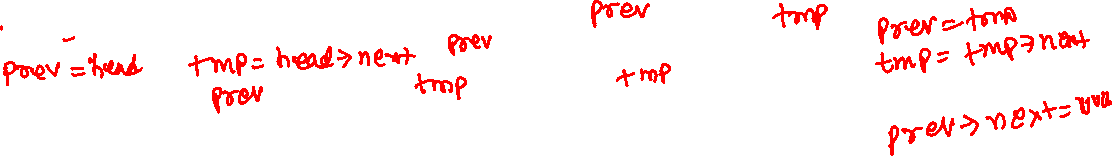 prev tmp
prev = tmp
tmp = tmp->next
prev = head tmp = head->next prev
prev tmp tmp
prev->next = null